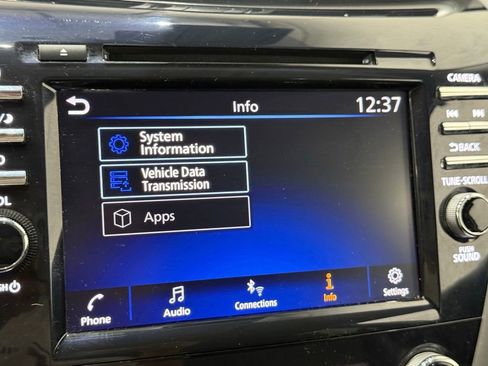 CAMERA
Info
12:37
System
Information
Vehicle Data
Transmission
Apps
BACK
TUNE·SCROLL
PUSH
SOUND
Phone
Audio
Connections
Info
Settings